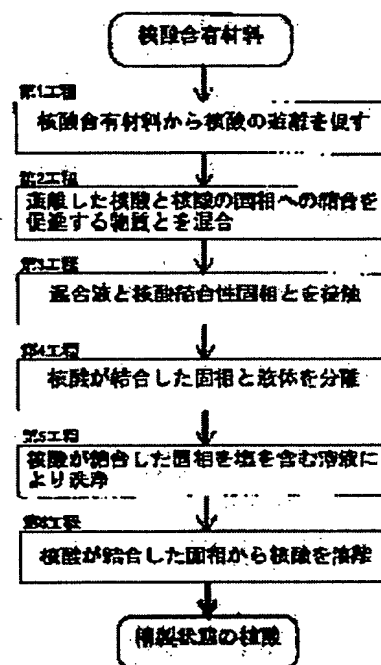 核酸含有材料
第1工程
核酸含有材料から核酸の遊離を促す
第2工程
遊離した核酸と核酸の固相への結合を
促進する物質とを混合
第3工程
混合液と核酸結合性固相とを接触
第4工程
核酸が結合した固相と液体を分離
第5工程
核酸が結合した固相を塩を含む溶液に
より洗浄
第6工程
核酸が結合した固相から核酸を溶離
精製状態の核酸